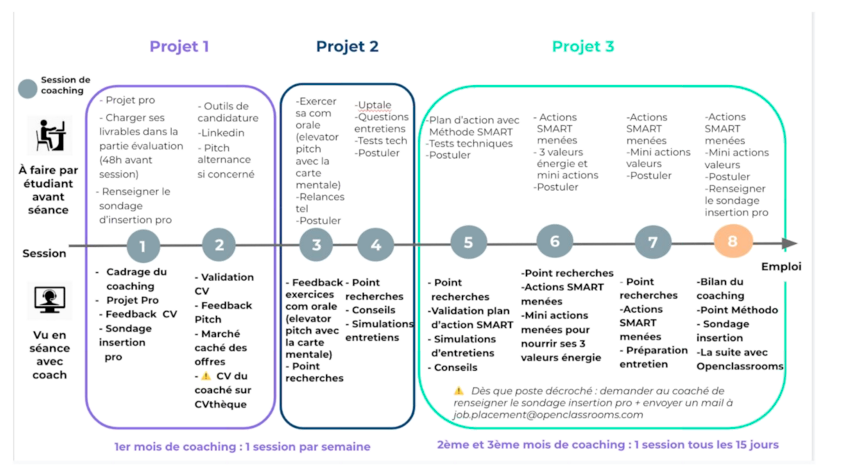 Projet 1
Projet 2
Projet 3
Session de
coaching
- Projet pro
- Charger ses
livrables dans la
partie évaluation
(48h avant
session)
- Renseigner le
sondage
d'insertion pro
- Outils de
candidature
-Linkedin
- Pitch
alternance
si concerné
-Exercer
sa com
orale
(elevator
pitch
avec la
carte
mentale)
-Relances
tel
-Postuler
-Uptale
-Questions
entretiens
-Tests tech
-Postuler
-Plan d'action avec
Méthode SMART
-Tests techniques
-Postuler
- Actions
SMART
menées
- 3 valeurs
énergie et
mini actions
-Postuler
-Actions
SMART
menées
-Mini actions
valeurs
-Postuler
-Actions
SMART
menées
-Mini actions
valeurs
-Postuler
-Renseigner
le sondage
insertion pro
À faire par
étudiant
avant
séance
Session
1
2
3
4
5
6
7
8
Emploi
Vu en
séance
avec
coach
- Cadrage du
coaching
- Projet Pro
- Feedback CV
- Sondage
insertion
pro
- Validation
CV
- Feedback
Pitch
- Marché
caché des
offres
- ⚠ CV du
coaché sur
CVthèque
- Feedback
exercices
com orale
(elevator
pitch avec
la carte
mentale)
- Point
recherches
- Point
recherches
- Conseils
- Simulations
entretiens
- Point
recherches
-Validation plan
d'action SMART
- Simulations
d'entretiens
- Conseils
-Point recherches
-Actions SMART
menées
-Mini actions
menées pour
nourrir ses 3
valeurs énergie
- Point
recherches
-Actions
SMART
menées
- Préparation
entretien
-Bilan du
coaching
-Point Méthodo
- Sondage
insertion
-La suite avec
Openclassrooms
⚠ Dès que poste décroché : demander au coaché de
renseigner le sondage insertion pro + envoyer un mail à
job.placement@openclassrooms.com
1er mois de coaching : 1 session par semaine
2ème et 3ème mois de coaching : 1 session tous les 15 jours